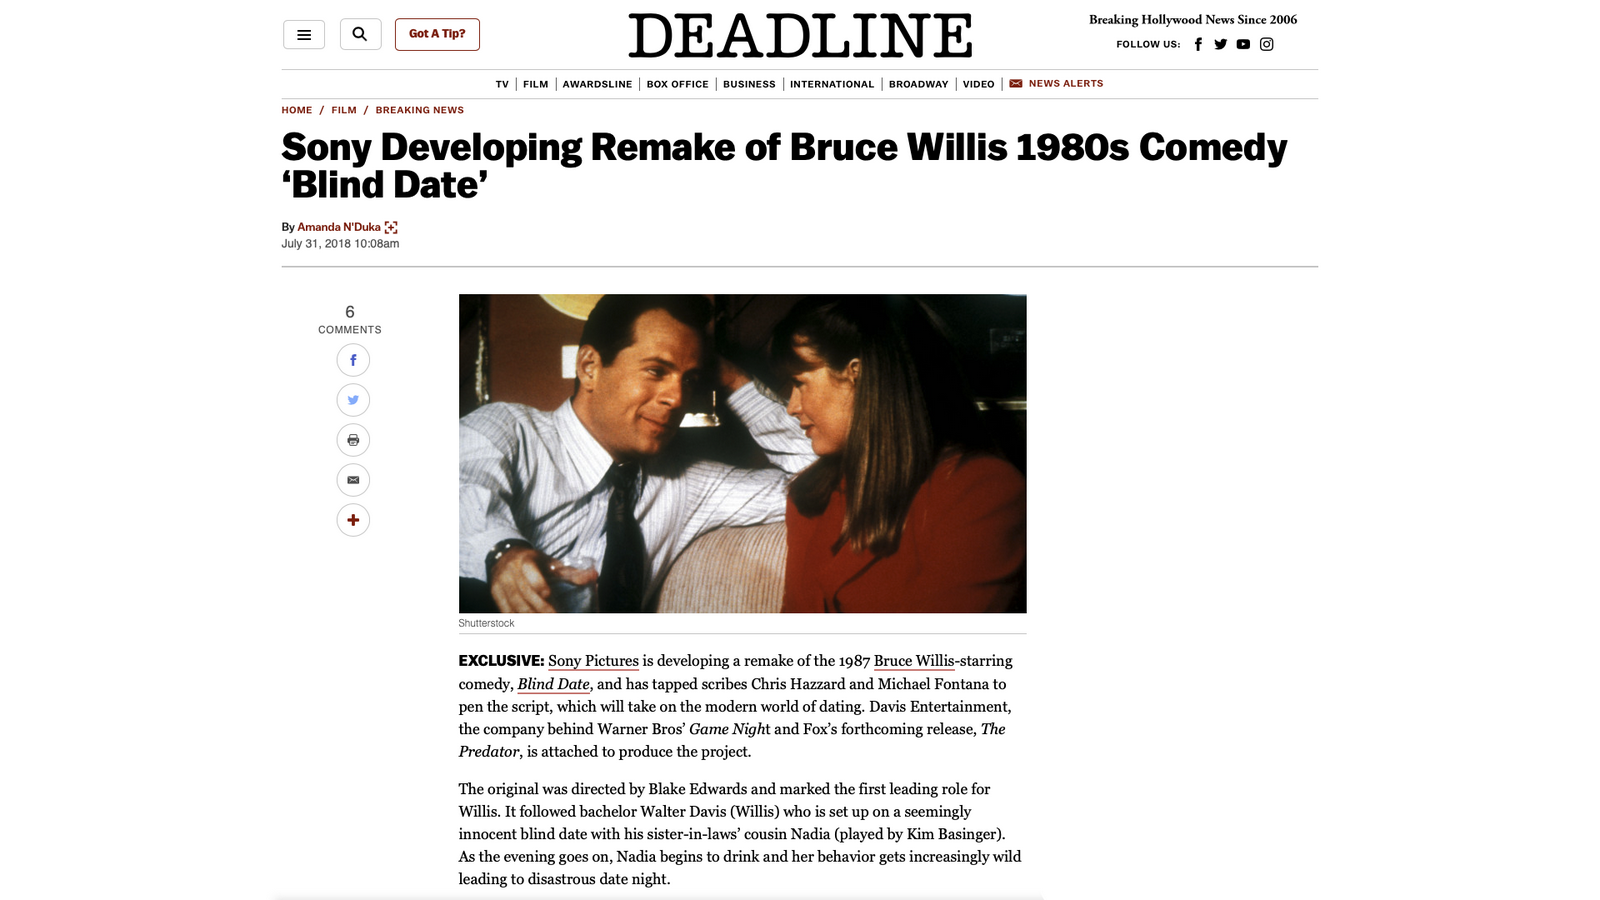 Got A Tip?
DEADLINE
Breaking Hollywood News Since 2006
FOLLOW US:
TV | FILM | AWARDSLINE | BOX OFFICE | BUSINESS | INTERNATIONAL | BROADWAY | VIDEO | NEWS ALERTS
HOME / FILM / BREAKING NEWS
Sony Developing Remake of Bruce Willis 1980s Comedy
‘Blind Date’
By Amanda N'Duka
July 31, 2018 10:08am
6
COMMENTS
Shutterstock
EXCLUSIVE: Sony Pictures is developing a remake of the 1987 Bruce Willis-starring
comedy, Blind Date, and has tapped scribes Chris Hazzard and Michael Fontana to
pen the script, which will take on the modern world of dating. Davis Entertainment,
the company behind Warner Bros’ Game Night and Fox’s forthcoming release, The
Predator, is attached to produce the project.
The original was directed by Blake Edwards and marked the first leading role for
Willis. It followed bachelor Walter Davis (Willis) who is set up on a seemingly
innocent blind date with his sister-in-laws’ cousin Nadia (played by Kim Basinger).
As the evening goes on, Nadia begins to drink and her behavior gets increasingly wild
leading to disastrous date night.